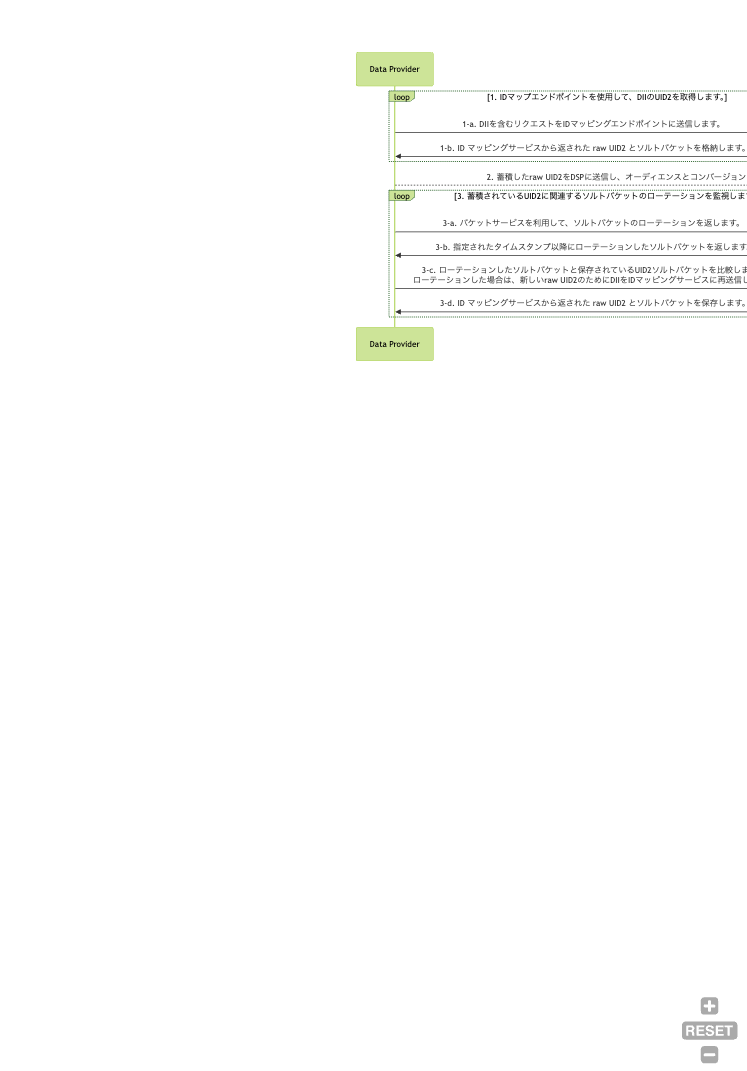 Data Provider
loop
[1. IDマップエンドポイントを使用して、DIIのUID2を取得します。]
1-a. DIIを含むリクエストをIDマッピングエンドポイントに送信します。
1-b. ID マッピングサービスから返された raw UID2 とソルトバケットを格納します。
2. 蓄積したraw UID2をDSPに送信し、オーディエンスとコンバージョン
loop
[3. 蓄積されているUID2に関連するソルトバケットのローテーションを監視しま
3-a. バケットサービスを利用して、ソルトバケットのローテーションを返します。
3-b. 指定されたタイムスタンプ以降にローテーションしたソルトバケットを返します
3-c. ローテーションしたソルトバケットと保存されているUID2ソルトバケットを比較しま
ローテーションした場合は、新しいraw UID2のためにDIIをIDマッピングサービスに再送信し
3-d. ID マッピングサービスから返された raw UID2 とソルトバケットを保存します。
Data Provider
RESET